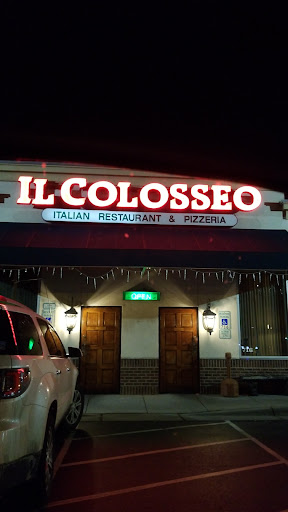 IL COLOSSEO
ITALIAN RESTAURANT & PIZZERIA
OPEN